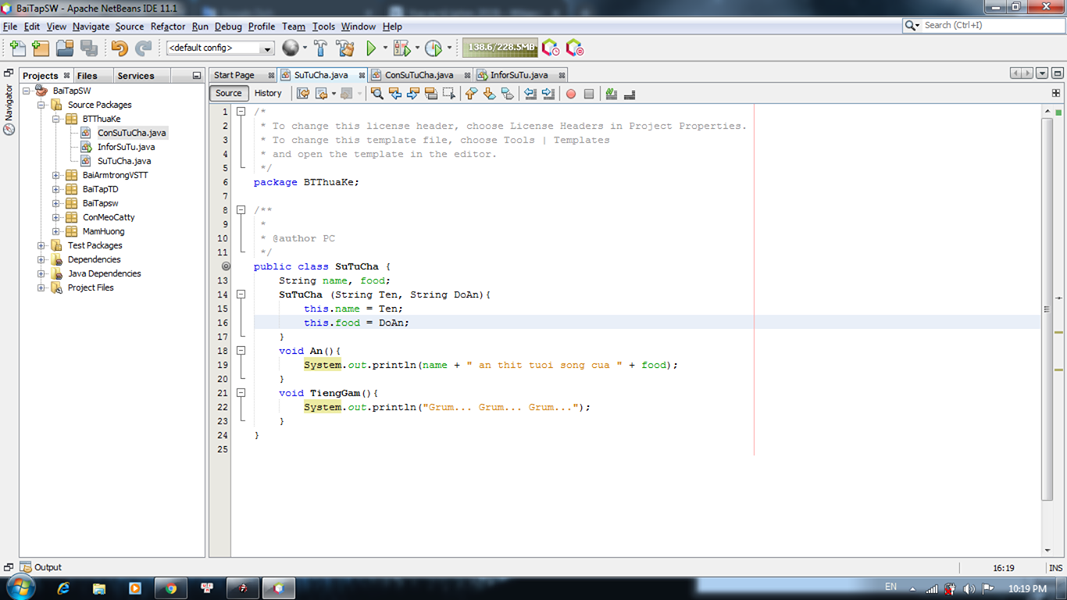 BaiTapSW - Apache NetBeans IDE 11.1
File Edit View Navigate Source Refactor Run Debug Profile Team Tools Window Help
Search (Ctrl+I)
<default config>
138.6/228.5MB
Projects Files Services
Start Page SuTuCha.java ConSuTuCha.java InforSuTu.java
Navigator
Source History
BaiTapSW
Source Packages
BTThuaKe
ConSuTuCha.java
InforSuTu.java
SuTuCha.java
BaiArmtrongVSTT
BaiTapTD
BaiTapsw
ConMeoCatty
MamHuong
Test Packages
Dependencies
Java Dependencies
Project Files
1 /*
2 * To change this license header, choose License Headers in Project Properties.
3 * To change this template file, choose Tools | Templates
4 * and open the template in the editor.
5 */
6 package BTThuaKe;
7
8 /**
9 *
10 * @author PC
11 */
public class SuTuCha {
13 String name, food;
14 SuTuCha (String Ten, String DoAn){
15 this.name = Ten;
16 this.food = DoAn;
17 }
18 void An(){
19 System.out.println(name + " an thit tuoi song cua " + food);
20 }
21 void TiengGam(){
22 System.out.println("Grum... Grum... Grum...");
23 }
24 }
25
Output
16:19 INS
EN 10:19 PM